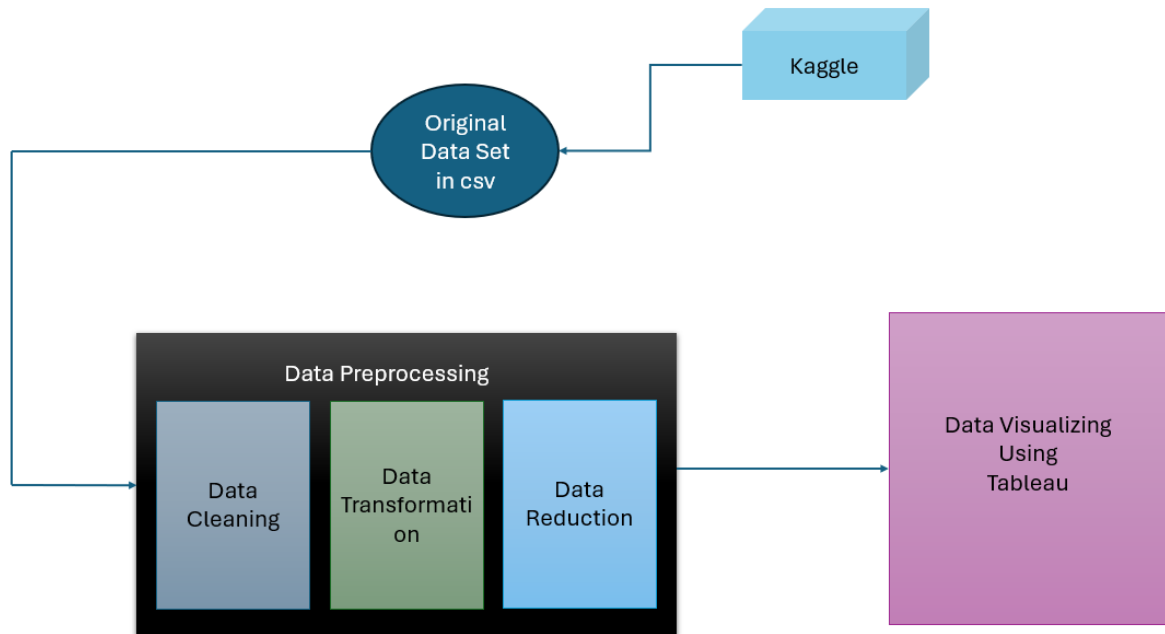 Kaggle
Original
Data Set
in csv
Data Preprocessing
Data
Cleaning
Data
Transformati
on
Data
Reduction
Data Visualizing
Using
Tableau